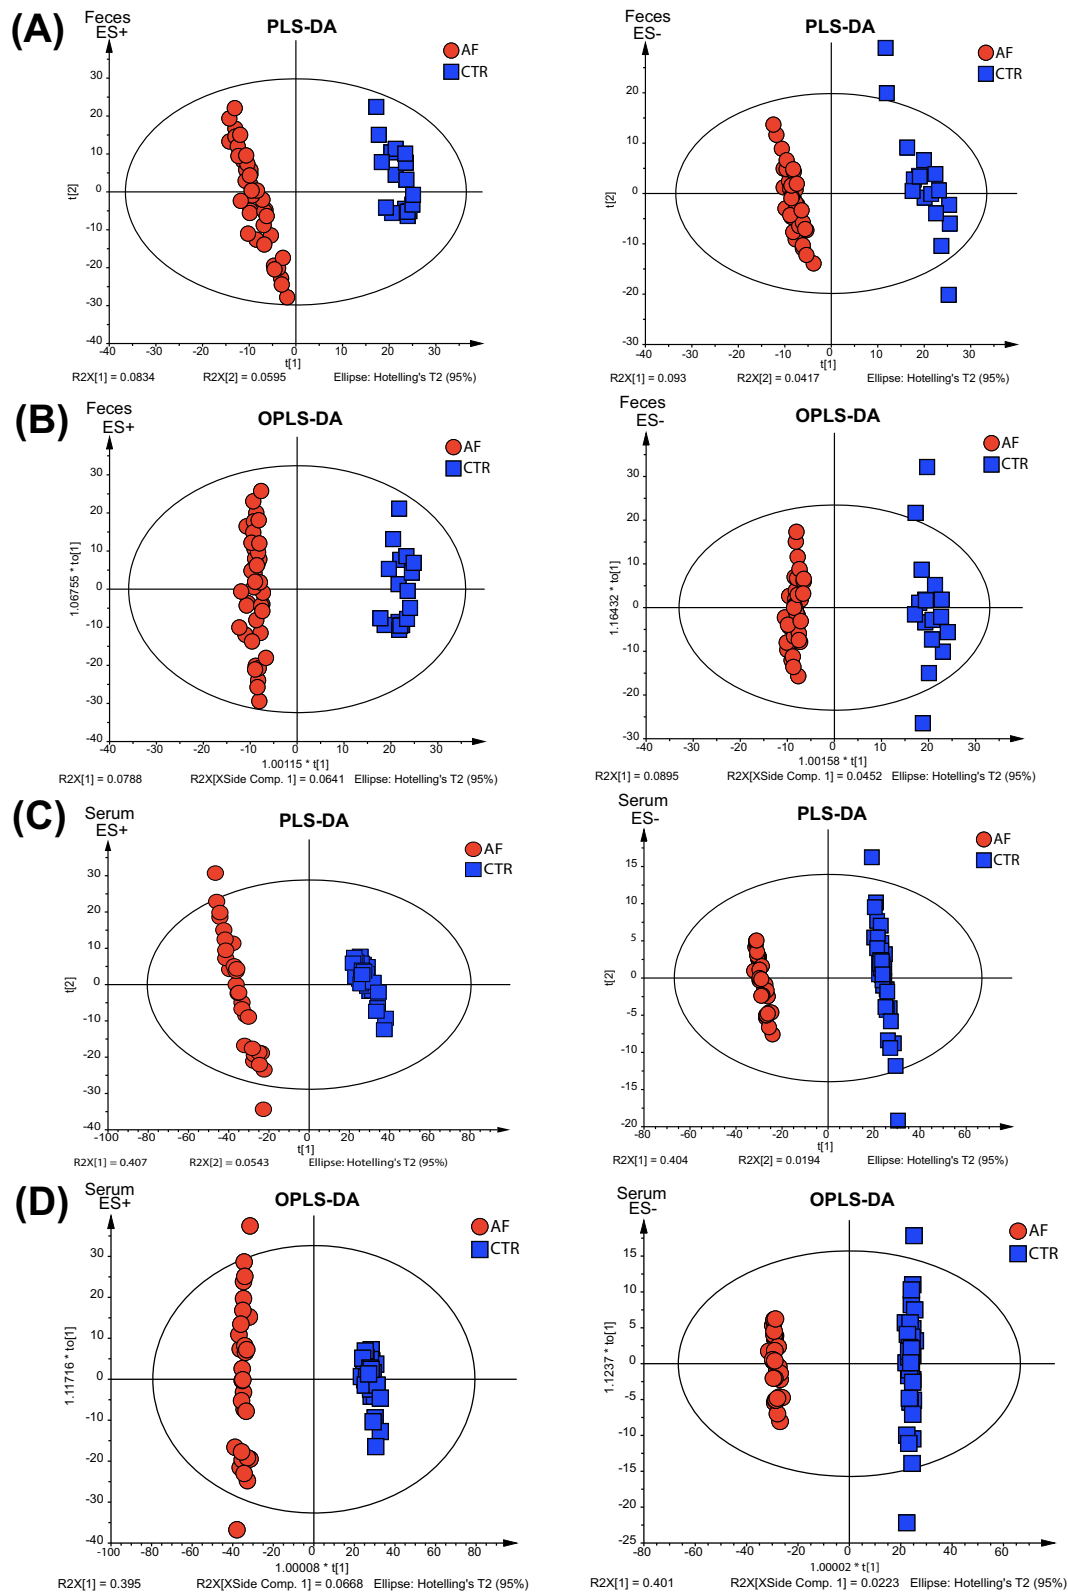 (A)
Feces
ES+
PLS-DA
AF
CTR
30
20
10
0
-10
-20
-30
-40
t[2]
-40 -30 -20 -10 0 10 20 30
t[1]
R2X[1] = 0.0834 R2X[2] = 0.0595 Ellipse: Hotelling's T2 (95%)
Feces
ES-
PLS-DA
AF
CTR
20
10
0
-10
-20
-30
t[2]
-30 -20 -10 0 10 20 30
t[1]
R2X[1] = 0.093 R2X[2] = 0.0417 Ellipse: Hotelling's T2 (95%)
(B)
Feces
ES+
OPLS-DA
AF
CTR
30
20
10
0
-10
-20
-30
-40
1.06755 * to[1]
-40 -30 -20 -10 0 10 20 30
1.00115 * t[1]
R2X[1] = 0.0788 R2X[XSide Comp. 1] = 0.0641 Ellipse: Hotelling's T2 (95%)
Feces
ES-
OPLS-DA
AF
CTR
30
20
10
0
-10
-20
-30
1.16432 * to[1]
-40 -30 -20 -10 0 10 20 30
1.00158 * t[1]
R2X[1] = 0.0895 R2X[XSide Comp. 1] = 0.0452 Ellipse: Hotelling's T2 (95%)
(C)
Serum
ES+
PLS-DA
AF
CTR
30
20
10
0
-10
-20
-30
-40
t[2]
-100 -80 -60 -40 -20 0 20 40 60 80
t[1]
R2X[1] = 0.407 R2X[2] = 0.0543 Ellipse: Hotelling's T2 (95%)
Serum
ES-
PLS-DA
AF
CTR
15
10
5
0
-5
-10
-15
-20
t[2]
-80 -60 -40 -20 0 20 40 60
t[1]
R2X[1] = 0.404 R2X[2] = 0.0194 Ellipse: Hotelling's T2 (95%)
(D)
Serum
ES+
OPLS-DA
AF
CTR
30
20
10
0
-10
-20
-30
-40
1.11716 * to[1]
-100 -80 -60 -40 -20 0 20 40 60 80
1.00008 * t[1]
R2X[1] = 0.395 R2X[XSide Comp. 1] = 0.0668 Ellipse: Hotelling's T2 (95%)
Serum
ES-
OPLS-DA
AF
CTR
15
10
5
0
-5
-10
-15
-20
-25
1.1237 * to[1]
-80 -60 -40 -20 0 20 40 60
1.00002 * t[1]
R2X[1] = 0.401 R2X[XSide Comp. 1] = 0.0223 Ellipse: Hotelling's T2 (95%)